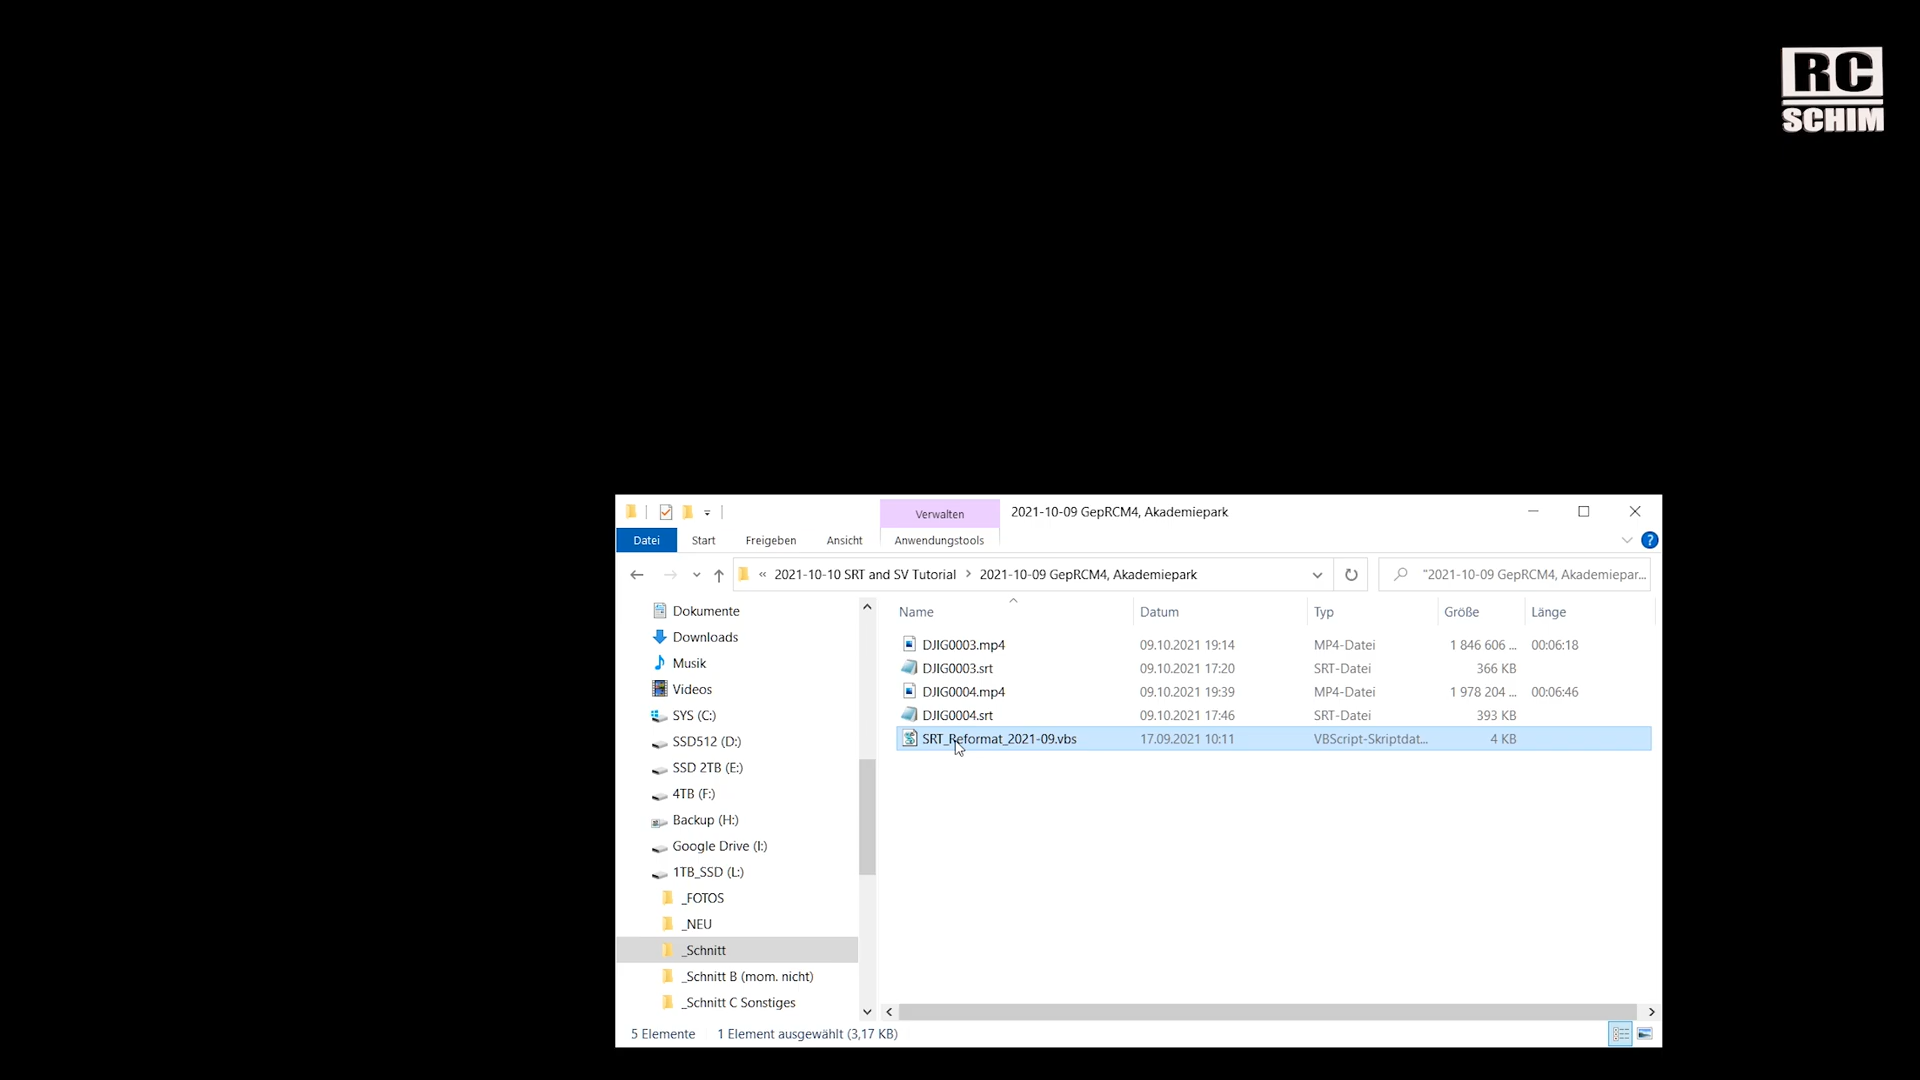 RC
SCHIM
Verwalten
2021-10-09 GepRCM4, Akademiepark
Datei
Start
Freigeben
Ansicht
Anwendungstools
?
« 2021-10-10 SRT and SV Tutorial > 2021-10-09 GepRCM4, Akademiepark
"2021-10-09 GepRCM4, Akademiepar...
Dokumente
Downloads
Musik
Videos
SYS (C:)
SSD512 (D:)
SSD 2TB (E:)
4TB (F:)
Backup (H:)
Google Drive (I:)
1TB_SSD (L:)
_FOTOS
_NEU
_Schnitt
_Schnitt B (mom. nicht)
_Schnitt C Sonstiges
Name Datum Typ Größe Länge
DJIG0003.mp4 09.10.2021 19:14 MP4-Datei 1 846 606 ... 00:06:18
DJIG0003.srt 09.10.2021 17:20 SRT-Datei 366 KB
DJIG0004.mp4 09.10.2021 19:39 MP4-Datei 1 978 204 ... 00:06:46
DJIG0004.srt 09.10.2021 17:46 SRT-Datei 393 KB
SRT_Reformat_2021-09.vbs 17.09.2021 10:11 VBScript-Skriptdat... 4 KB
5 Elemente 1 Element ausgewählt (3,17 KB)